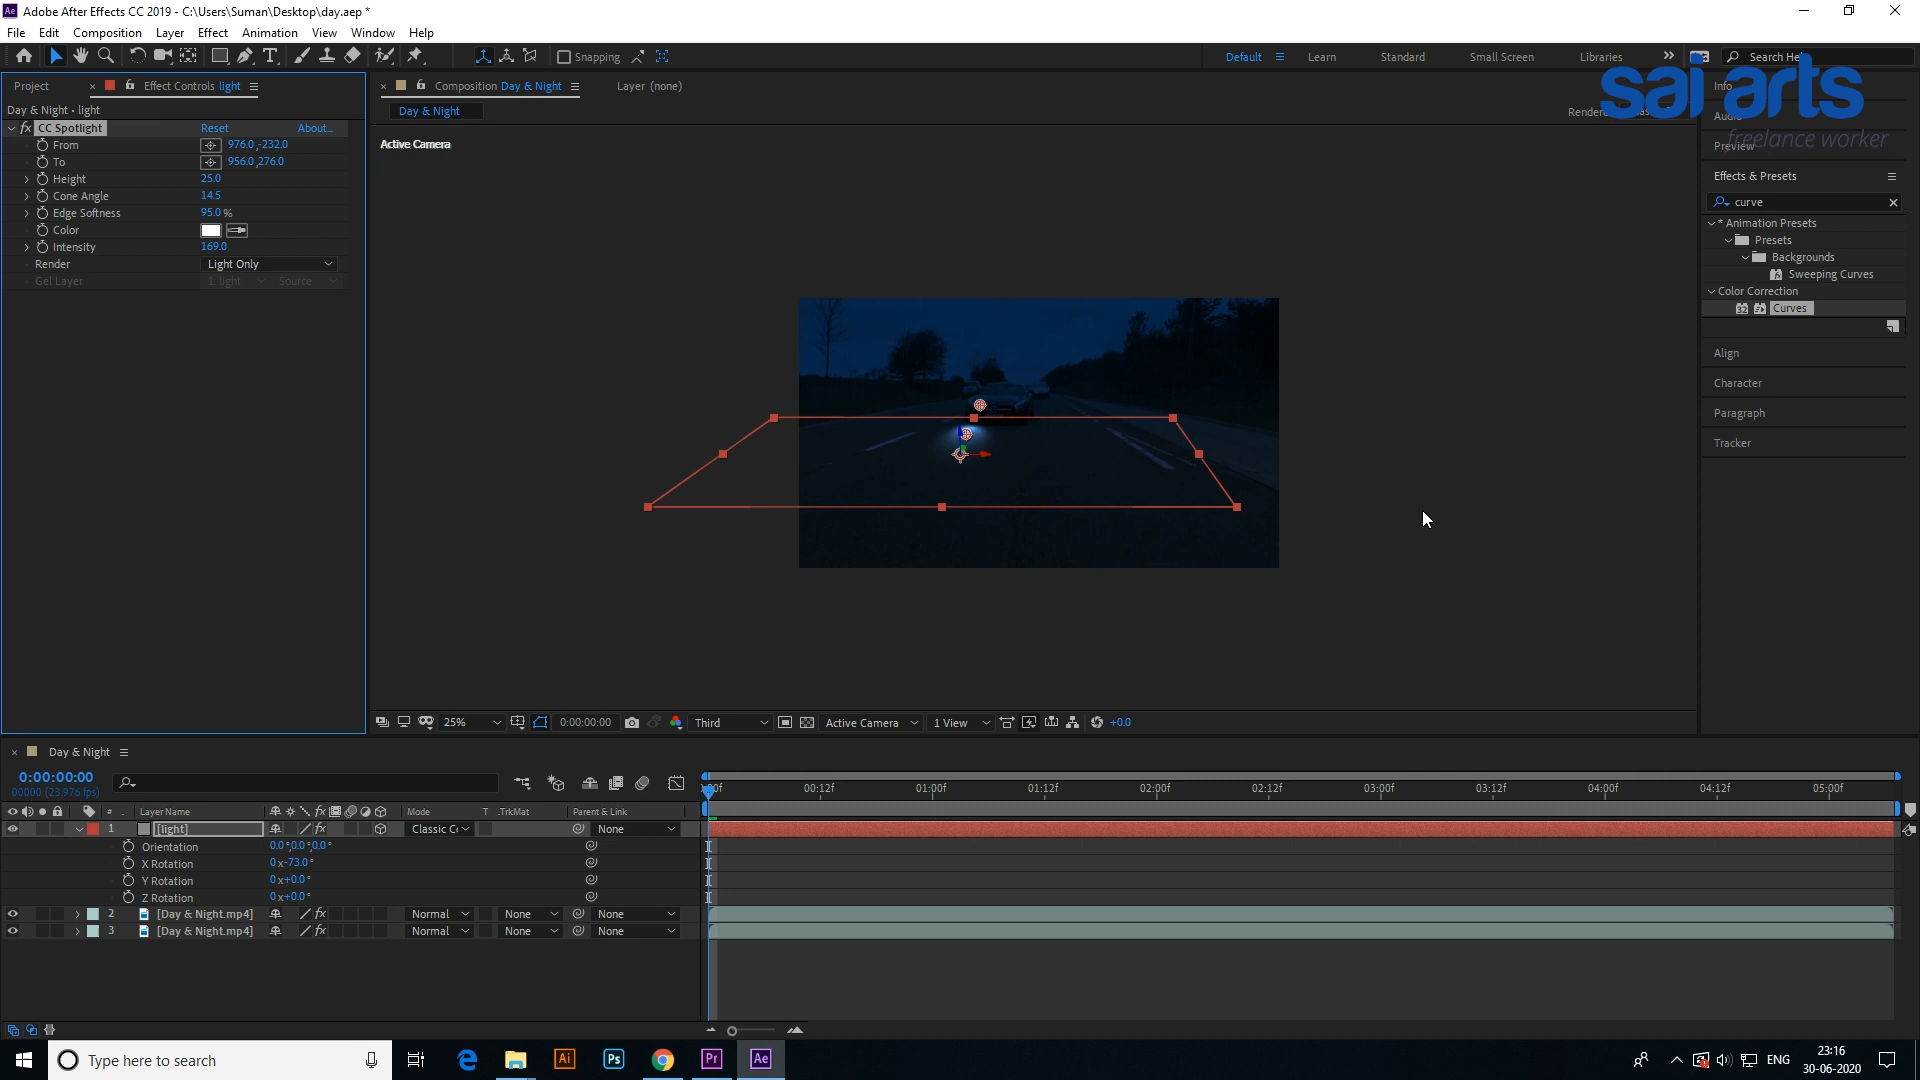 Adobe After Effects CC 2019 - C:\Users\Suman\Desktop\day.aep *
File Edit Composition Layer Effect Animation View Window Help
Snapping Default Learn Standard Small Screen Libraries Search He
sai arts
freelance worker
Project Effect Controls light Composition Day & Night Layer (none) Info
Day & Night • light Day & Night Rendere
CC Spotlight Reset About...
From 976.0,-232.0
To 956.0,276.0
Height 25.0
Cone Angle 14.5
Edge Softness 95.0 %
Color
Intensity 169.0
Render Light Only
Gel Layer 1. light Source
Active Camera
Audio
Preview
Effects & Presets
curve
* Animation Presets
Presets
Backgrounds
Sweeping Curves
Color Correction
32 Curves
Align
Character
Paragraph
Tracker
25% 0:00:00:00 Third Active Camera 1 View +0.0
Day & Night
0:00:00:00
00000 (23.976 fps)
00f 00:12f 01:00f 01:12f 02:00f 02:12f 03:00f 03:12f 04:00f 04:12f 05:00f
# Layer Name Mode T .TrkMat Parent & Link
1 [light] Classic Cc None
Orientation 0.0°,0.0°,0.0°
X Rotation 0x-73.0°
Y Rotation 0x+0.0°
Z Rotation 0x+0.0°
2 [Day & Night.mp4] Normal None None
3 [Day & Night.mp4] Normal None None
Type here to search Ai Ps Pr Ae ENG 23:16
30-06-2020